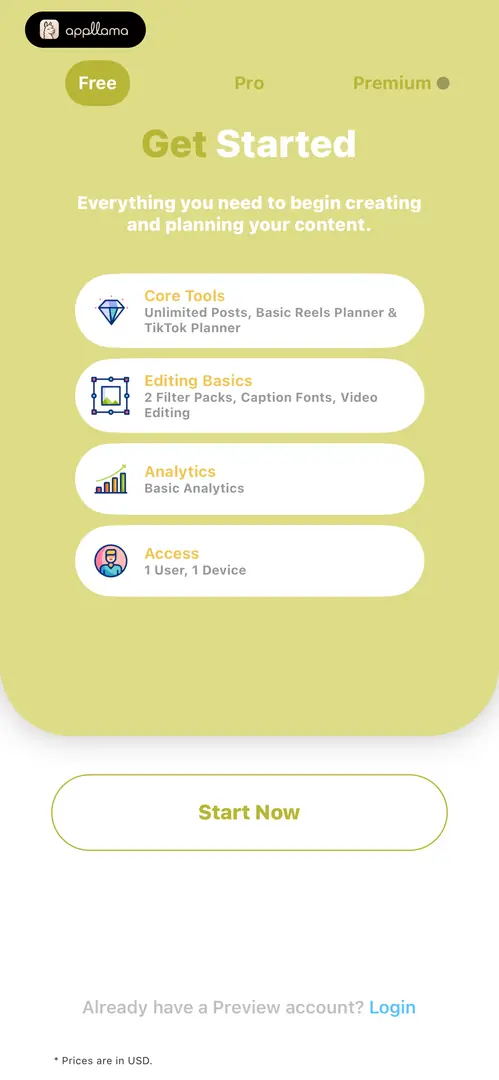 appllama
Free
Pro
Premium
Get Started
Everything you need to begin creating
and planning your content.
Core Tools
Unlimited Posts, Basic Reels Planner &
TikTok Planner
Editing Basics
2 Filter Packs, Caption Fonts, Video
Editing
Analytics
Basic Analytics
Access
1 User, 1 Device
Start Now
Already have a Preview account? Login
* Prices are in USD.